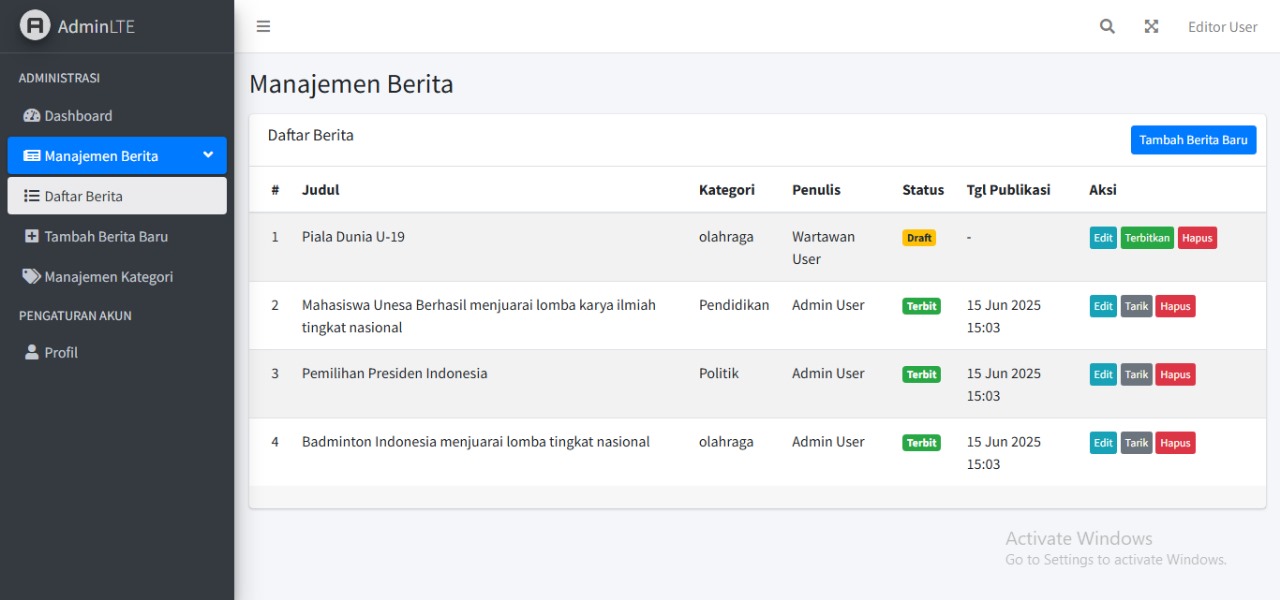 AdminLTE
Editor User
ADMINISTRASI
Dashboard
Manajemen Berita
Daftar Berita
Tambah Berita Baru
Manajemen Kategori
PENGATURAN AKUN
Profil
Manajemen Berita
Daftar Berita
Tambah Berita Baru
# Judul Kategori Penulis Status Tgl Publikasi Aksi
1 Piala Dunia U-19 olahraga Wartawan Draft - Edit Terbitkan Hapus
User
2 Mahasiswa Unesa Berhasil menjuarai lomba karya ilmiah Pendidikan Admin User Terbit 15 Jun 2025 Edit Tarik Hapus
tingkat nasional 15:03
3 Pemilihan Presiden Indonesia Politik Admin User Terbit 15 Jun 2025 Edit Tarik Hapus
15:03
4 Badminton Indonesia menjuarai lomba tingkat nasional olahraga Admin User Terbit 15 Jun 2025 Edit Tarik Hapus
15:03
Activate Windows
Go to Settings to activate Windows.